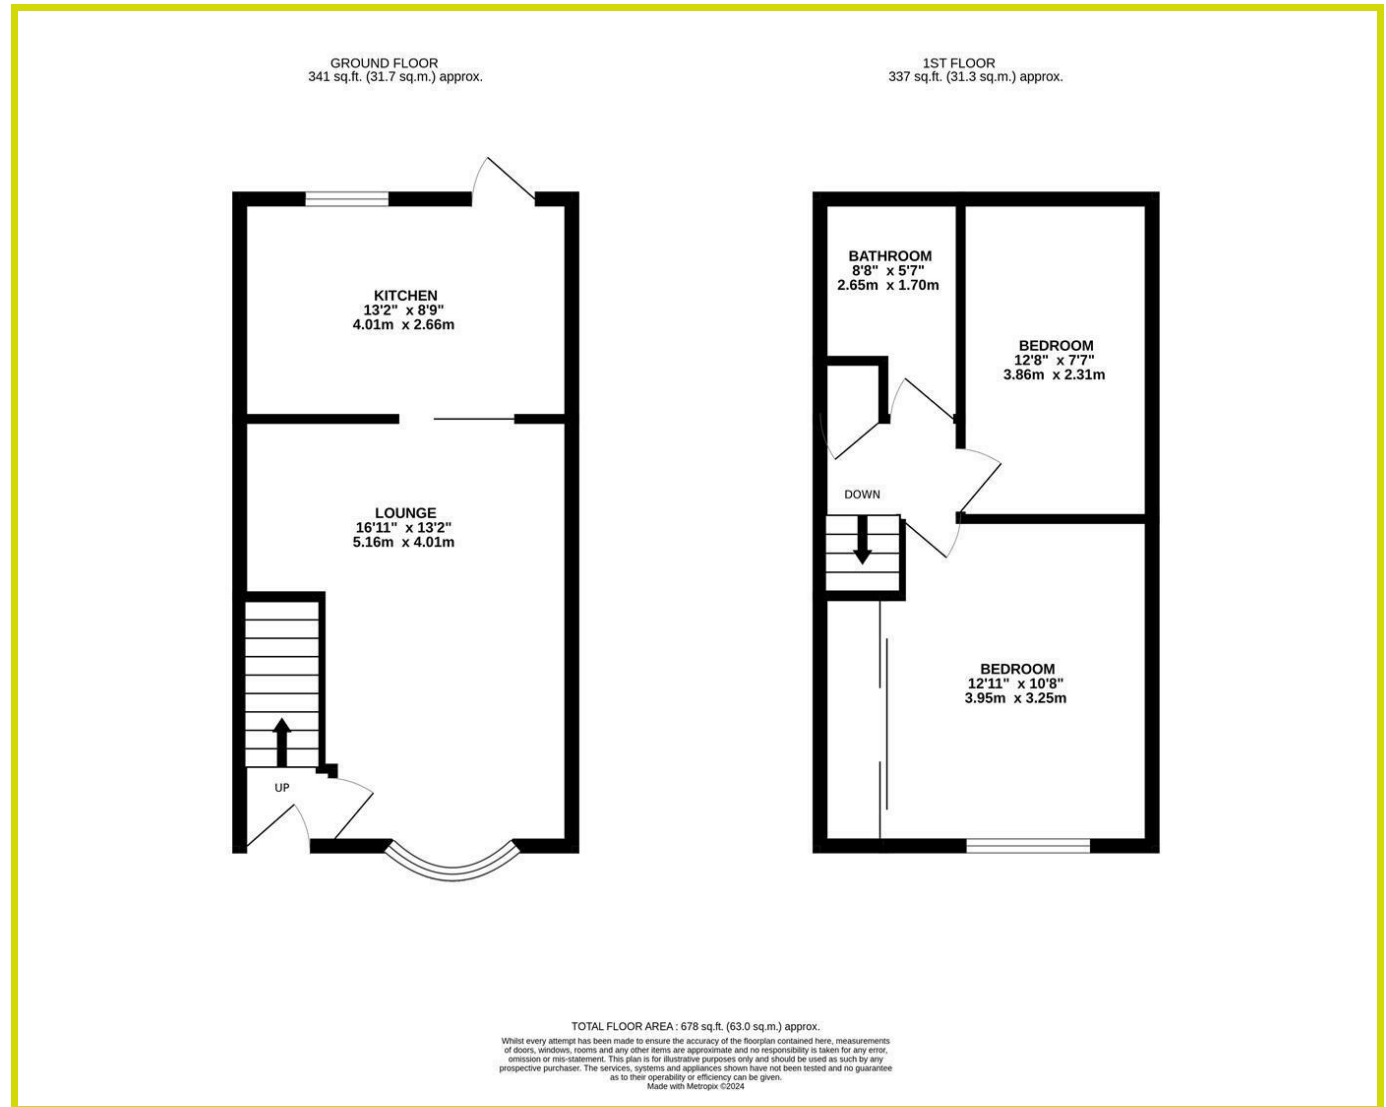 GROUND FLOOR
341 sq.ft. (31.7 sq.m.) approx.
1ST FLOOR
337 sq.ft. (31.3 sq.m.) approx.
KITCHEN
13'2" x 8'9"
4.01m x 2.66m
LOUNGE
16'11" x 13'2"
5.16m x 4.01m
UP
BATHROOM
8'8" x 5'7"
2.65m x 1.70m
BEDROOM
12'8" x 7'7"
3.86m x 2.31m
DOWN
BEDROOM
12'11" x 10'8"
3.95m x 3.25m
TOTAL FLOOR AREA : 678 sq.ft. (63.0 sq.m.) approx.
Whilst every attempt has been made to ensure the accuracy of the floorplan contained here, measurements
of doors, windows, rooms and any other items are approximate and no responsibility is taken for any error,
omission or mis-statement. This plan is for illustrative purposes only and should be used as such by any
prospective purchaser. The services, systems and appliances shown have not been tested and no guarantee
as to their operability or efficiency can be given.
Made with Metropix ©2024